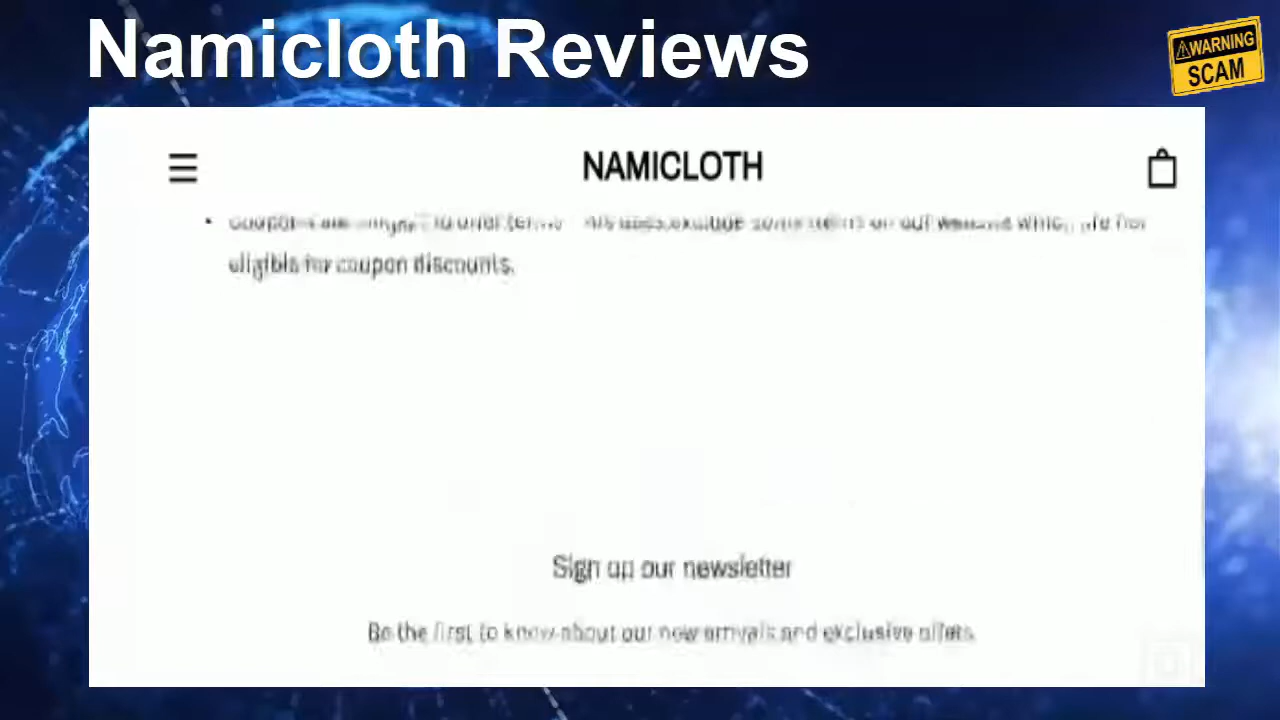 Namicloth Reviews
WARNING
SCAM
NAMICLOTH
eligible for coupon discounts.
Sign up our newsletter
Be the first to know about our new arrivals and exclusive offers